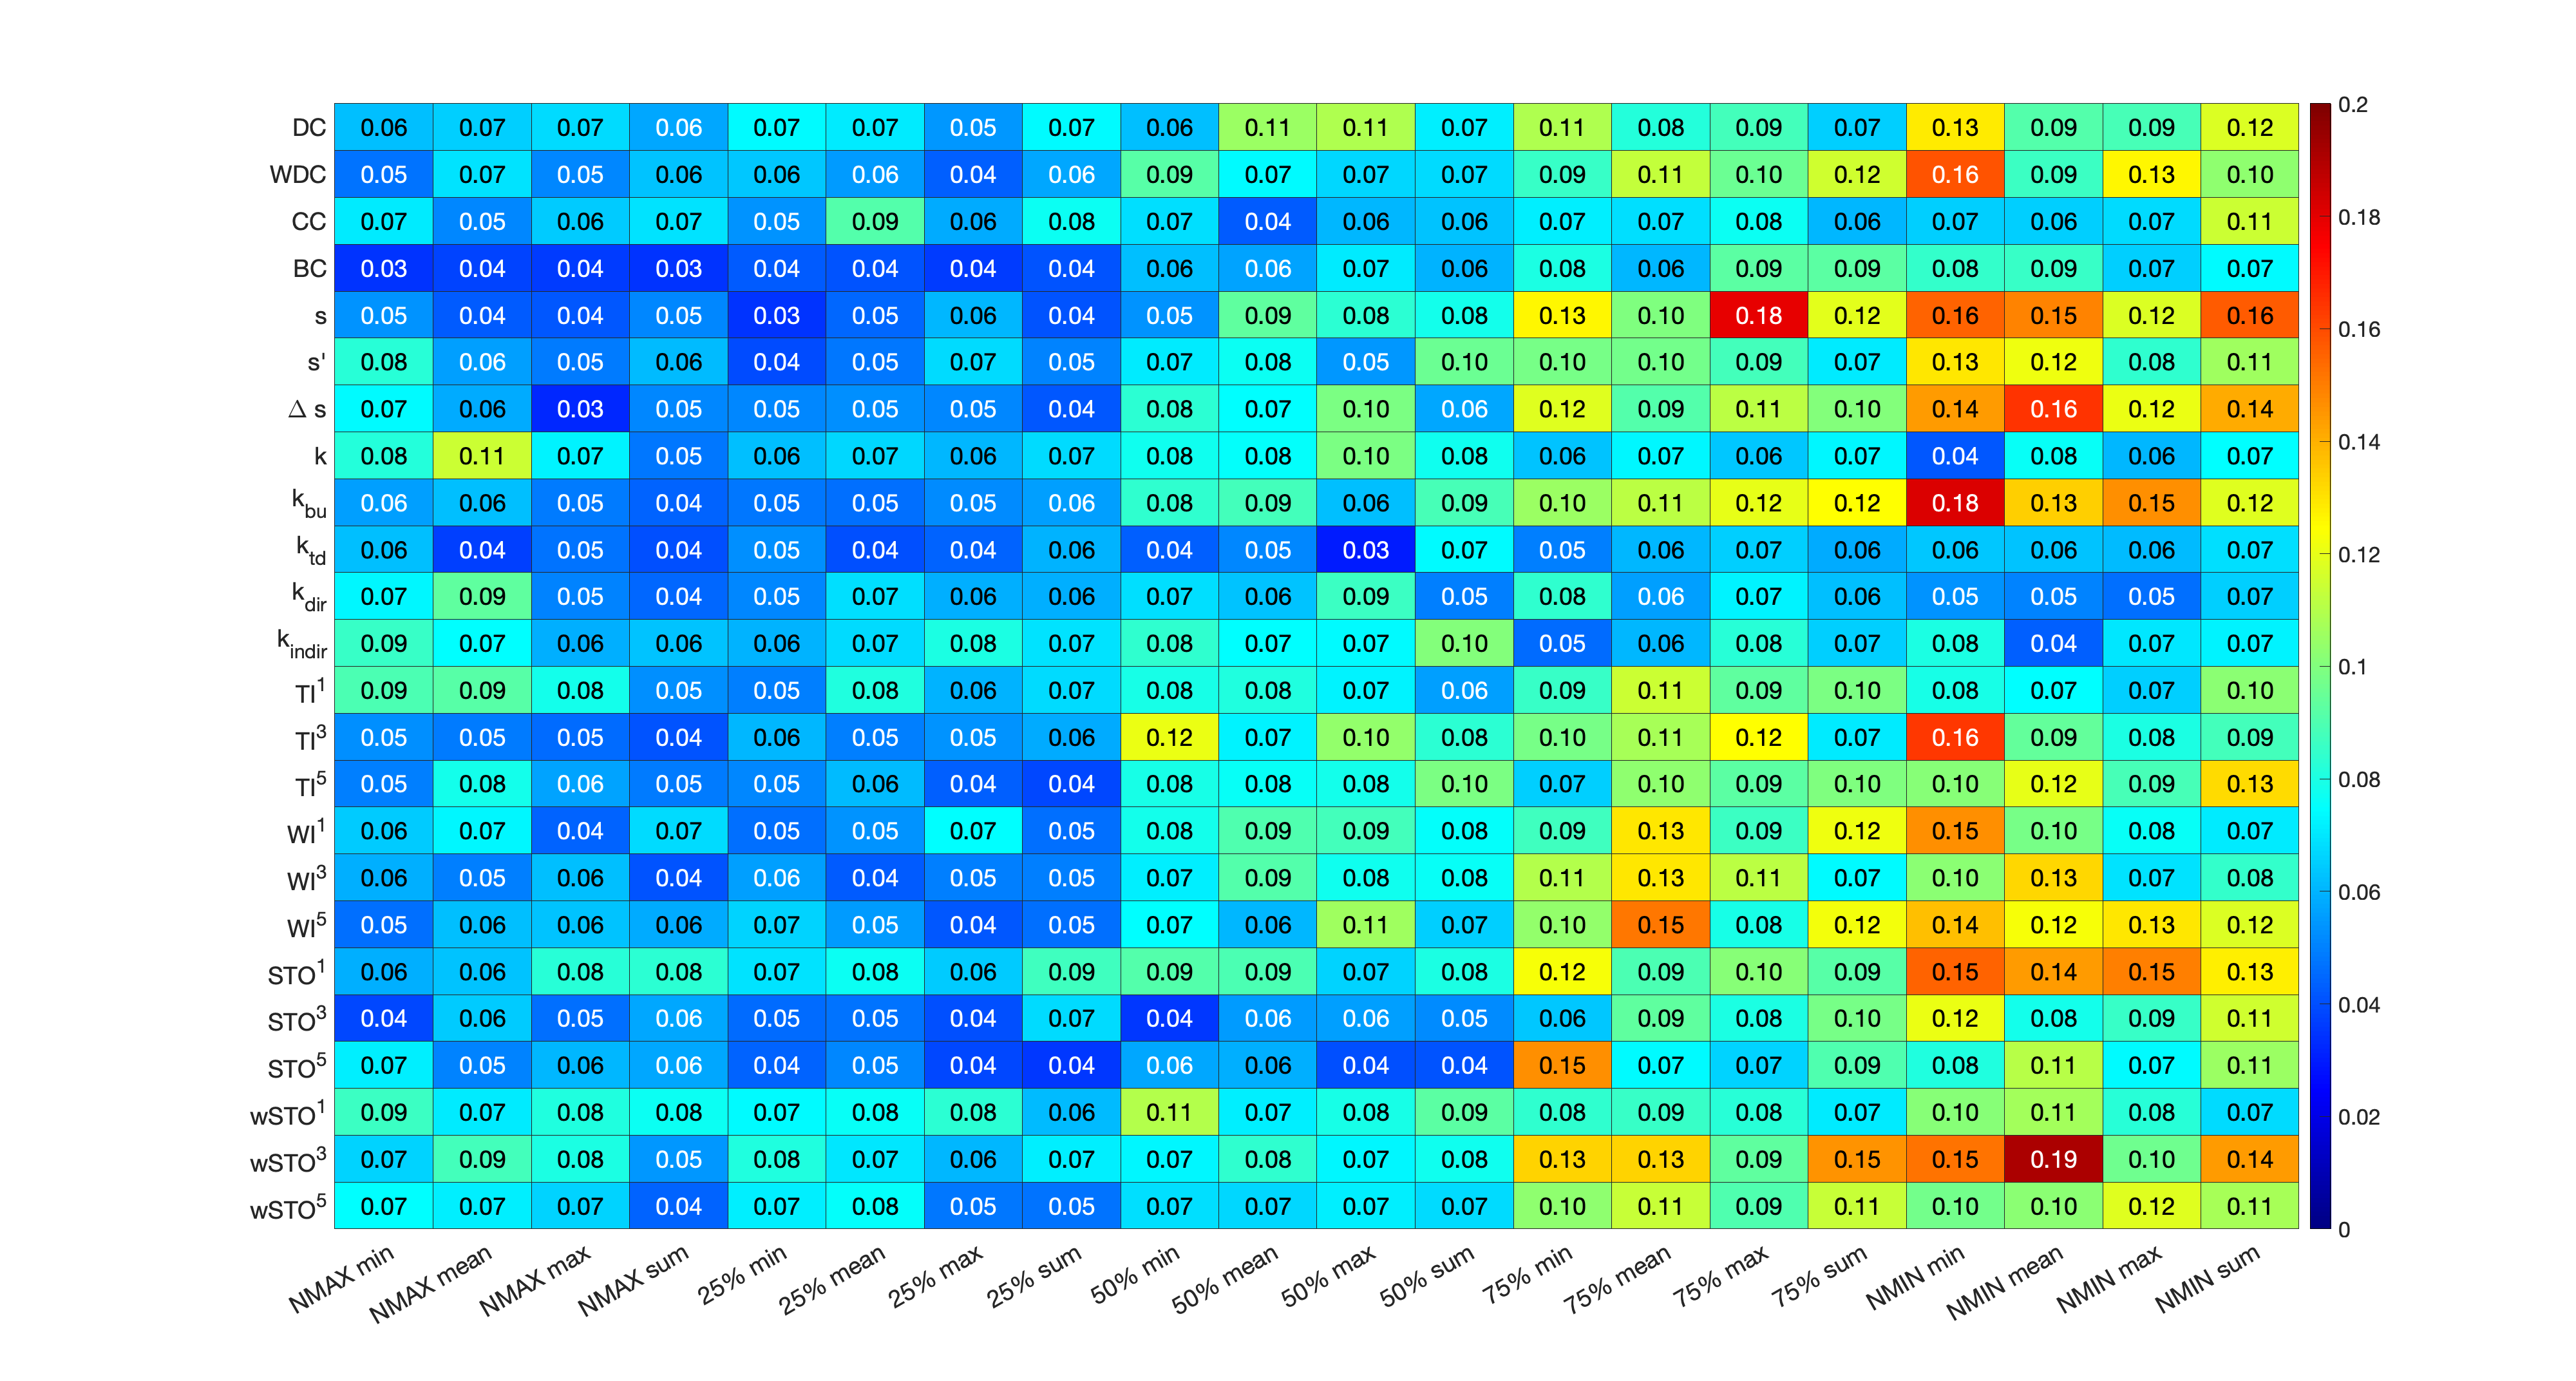 DC 0.06 0.07 0.07 0.06 0.07 0.07 0.05 0.07 0.06 0.11 0.11 0.07 0.11 0.08 0.09 0.07 0.13 0.09 0.09 0.12 0.2
WDC 0.05 0.07 0.05 0.06 0.06 0.06 0.04 0.06 0.09 0.07 0.07 0.07 0.09 0.11 0.10 0.12 0.16 0.09 0.13 0.10
CC 0.07 0.05 0.06 0.07 0.05 0.09 0.06 0.08 0.07 0.04 0.06 0.06 0.07 0.07 0.08 0.06 0.07 0.06 0.07 0.11 0.18
BC 0.03 0.04 0.04 0.03 0.04 0.04 0.04 0.04 0.06 0.06 0.07 0.06 0.08 0.06 0.09 0.09 0.08 0.09 0.07 0.07
s 0.05 0.04 0.04 0.05 0.03 0.05 0.06 0.04 0.05 0.09 0.08 0.08 0.13 0.10 0.18 0.12 0.16 0.15 0.12 0.16 0.16
s' 0.08 0.06 0.05 0.06 0.04 0.05 0.07 0.05 0.07 0.08 0.05 0.10 0.10 0.10 0.09 0.07 0.13 0.12 0.08 0.11
Δ s 0.07 0.06 0.03 0.05 0.05 0.05 0.05 0.04 0.08 0.07 0.10 0.06 0.12 0.09 0.11 0.10 0.14 0.16 0.12 0.14
k 0.08 0.11 0.07 0.05 0.06 0.07 0.06 0.07 0.08 0.08 0.10 0.08 0.06 0.07 0.06 0.07 0.04 0.08 0.06 0.07 0.14
k_bu 0.06 0.06 0.05 0.04 0.05 0.05 0.05 0.06 0.08 0.09 0.06 0.09 0.10 0.11 0.12 0.12 0.18 0.13 0.15 0.12
k_td 0.06 0.04 0.05 0.04 0.05 0.04 0.04 0.06 0.04 0.05 0.03 0.07 0.05 0.06 0.07 0.06 0.06 0.06 0.06 0.07 0.12
k_dir 0.07 0.09 0.05 0.04 0.05 0.07 0.06 0.06 0.07 0.06 0.09 0.05 0.08 0.06 0.07 0.06 0.05 0.05 0.05 0.07
k_indir 0.09 0.07 0.06 0.06 0.06 0.07 0.08 0.07 0.08 0.07 0.07 0.10 0.05 0.06 0.08 0.07 0.08 0.04 0.07 0.07 0.1
TI^1 0.09 0.09 0.08 0.05 0.05 0.08 0.06 0.07 0.08 0.08 0.07 0.06 0.09 0.11 0.09 0.10 0.08 0.07 0.07 0.10
TI^3 0.05 0.05 0.05 0.04 0.06 0.05 0.05 0.06 0.12 0.07 0.10 0.08 0.10 0.11 0.12 0.07 0.16 0.09 0.08 0.09
TI^5 0.05 0.08 0.06 0.05 0.05 0.06 0.04 0.04 0.08 0.08 0.08 0.10 0.07 0.10 0.09 0.10 0.10 0.12 0.09 0.13 0.08
WI^1 0.06 0.07 0.04 0.07 0.05 0.05 0.07 0.05 0.08 0.09 0.09 0.08 0.09 0.13 0.09 0.12 0.15 0.10 0.08 0.07
WI^3 0.06 0.05 0.06 0.04 0.06 0.04 0.05 0.05 0.07 0.09 0.08 0.08 0.11 0.13 0.11 0.07 0.10 0.13 0.07 0.08 0.06
WI^5 0.05 0.06 0.06 0.06 0.07 0.05 0.04 0.05 0.07 0.06 0.11 0.07 0.10 0.15 0.08 0.12 0.14 0.12 0.13 0.12
STO^1 0.06 0.06 0.08 0.08 0.07 0.08 0.06 0.09 0.09 0.09 0.07 0.08 0.12 0.09 0.10 0.09 0.15 0.14 0.15 0.13
STO^3 0.04 0.06 0.05 0.06 0.05 0.05 0.04 0.07 0.04 0.06 0.06 0.05 0.06 0.09 0.08 0.10 0.12 0.08 0.09 0.11 0.04
STO^5 0.07 0.05 0.06 0.06 0.04 0.05 0.04 0.04 0.06 0.06 0.04 0.04 0.15 0.07 0.07 0.09 0.08 0.11 0.07 0.11
wSTO^1 0.09 0.07 0.08 0.08 0.07 0.08 0.08 0.06 0.11 0.07 0.08 0.09 0.08 0.09 0.08 0.07 0.10 0.11 0.08 0.07 0.02
wSTO^3 0.07 0.09 0.08 0.05 0.08 0.07 0.06 0.07 0.07 0.08 0.07 0.08 0.13 0.13 0.09 0.15 0.15 0.19 0.10 0.14
wSTO^5 0.07 0.07 0.07 0.04 0.07 0.08 0.05 0.05 0.07 0.07 0.07 0.07 0.10 0.11 0.09 0.11 0.10 0.10 0.12 0.11 0
NMAX min NMAX mean NMAX max NMAX sum 25% min 25% mean 25% max 25% sum 50% min 50% mean 50% max 50% sum 75% min 75% mean 75% max 75% sum NMIN min NMIN mean NMIN max NMIN sum